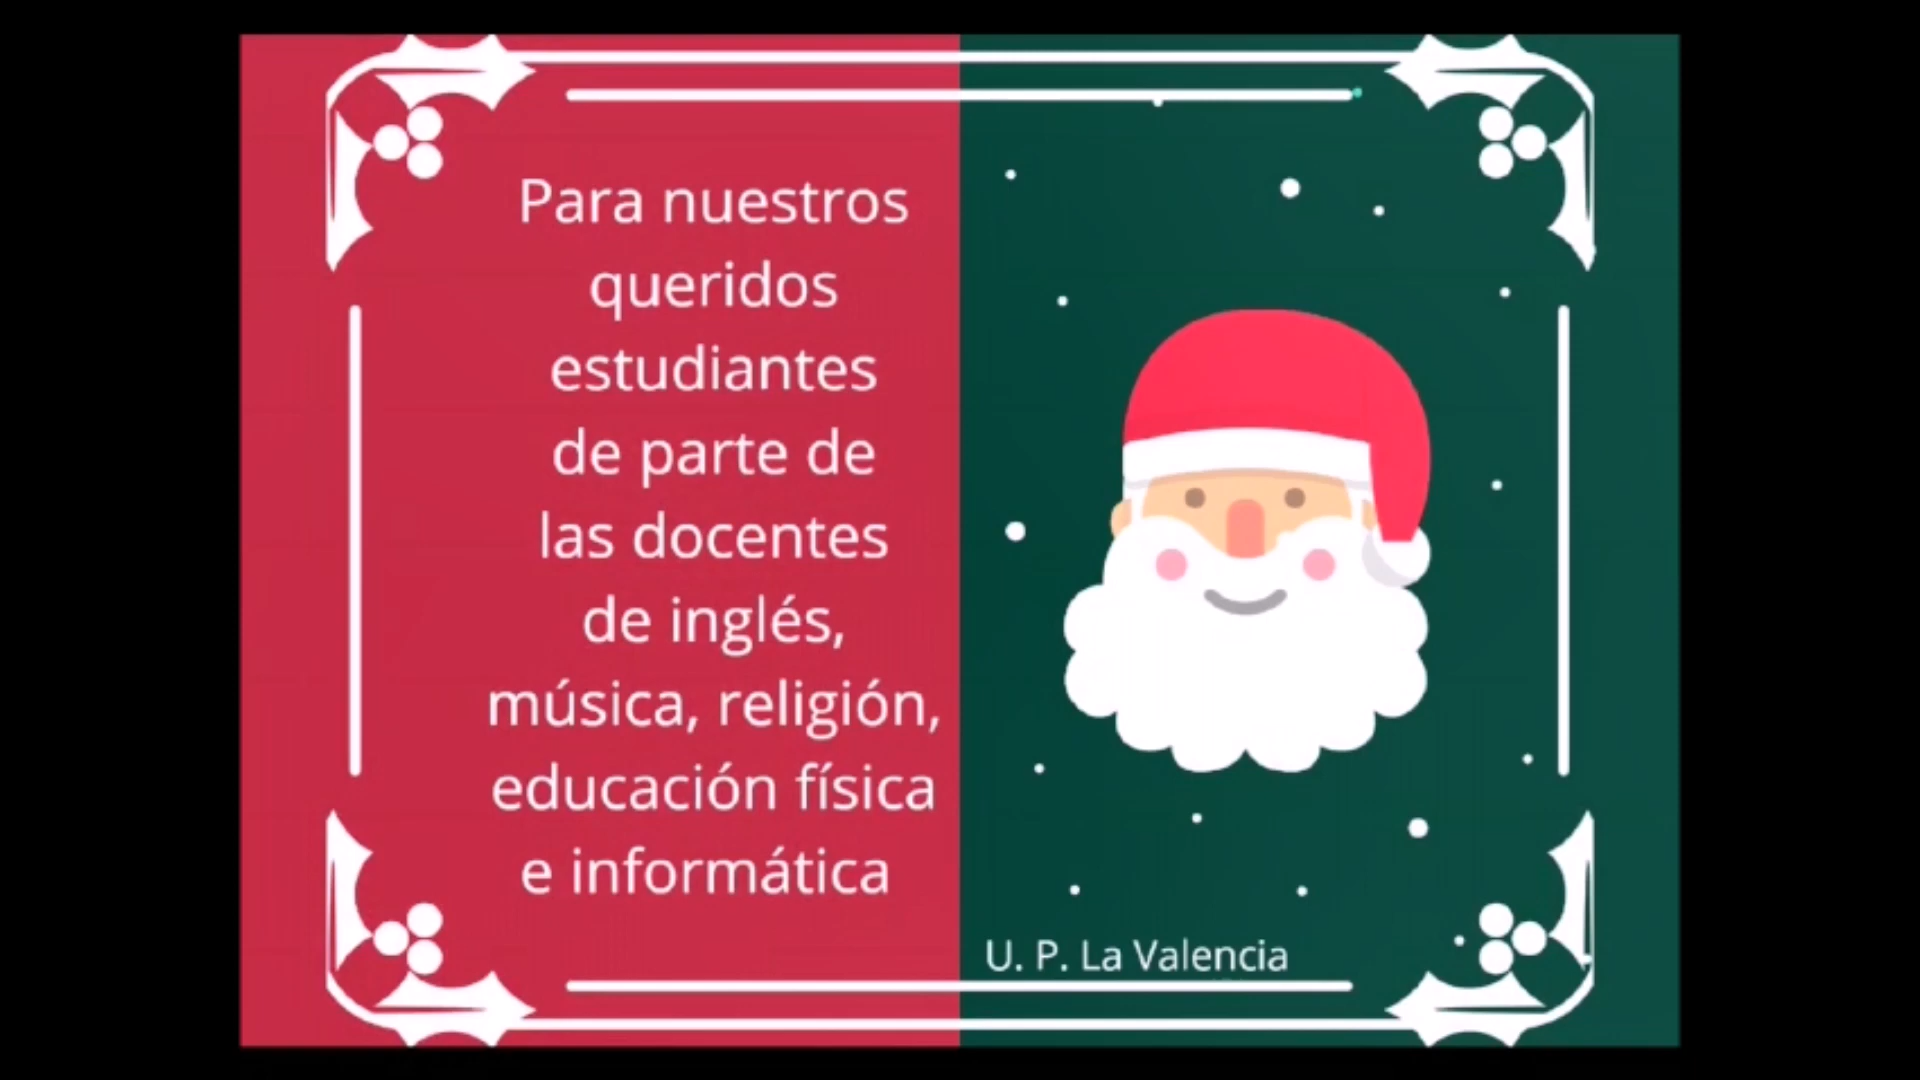 Para nuestros
queridos
estudiantes
de parte de
las docentes
de inglés,
música, religión,
educación física
e informática
U. P. La Valencia